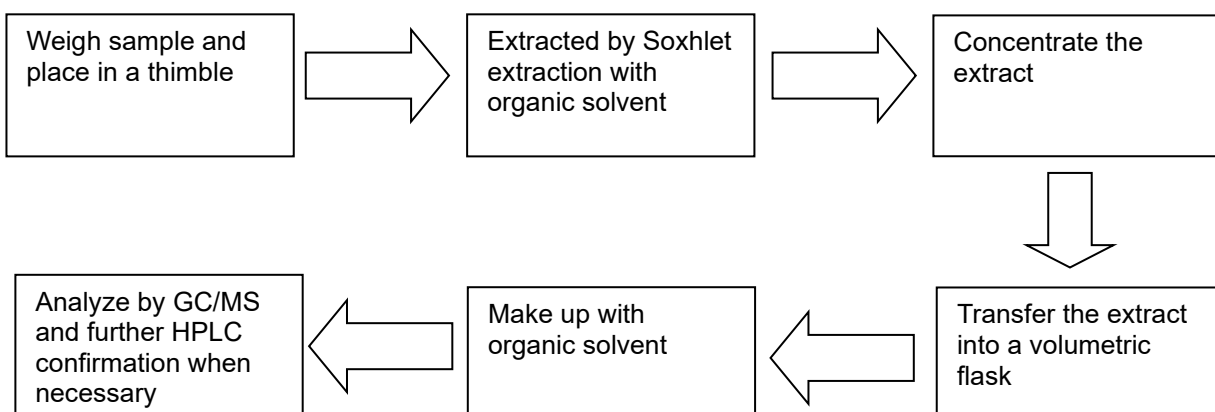 Weigh sample and
place in a thimble
Extracted by Soxhlet
extraction with
organic solvent
Concentrate the
extract
Transfer the extract
into a volumetric
flask
Make up with
organic solvent
Analyze by GC/MS
and further HPLC
confirmation when
necessary